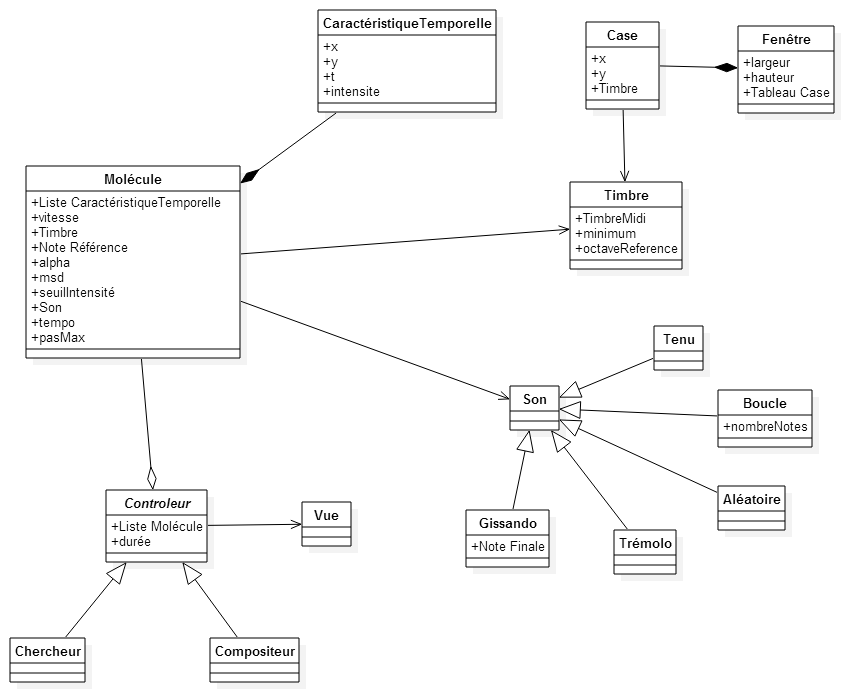 CaractéristiqueTemporelle
+x
+y
+t
+intensite
Case
+x
+y
+Timbre
Fenêtre
+largeur
+hauteur
+Tableau Case
Molécule
+Liste CaractéristiqueTemporelle
+vitesse
+Timbre
+Note Référence
+alpha
+msd
+seuilIntensité
+Son
+tempo
+pasMax
Timbre
+TimbreMidi
+minimum
+octaveReference
Tenu
Son
Boucle
+nombreNotes
Aléatoire
Gissando
+Note Finale
Trémolo
Controleur
+Liste Molécule
+durée
Vue
Chercheur
Compositeur